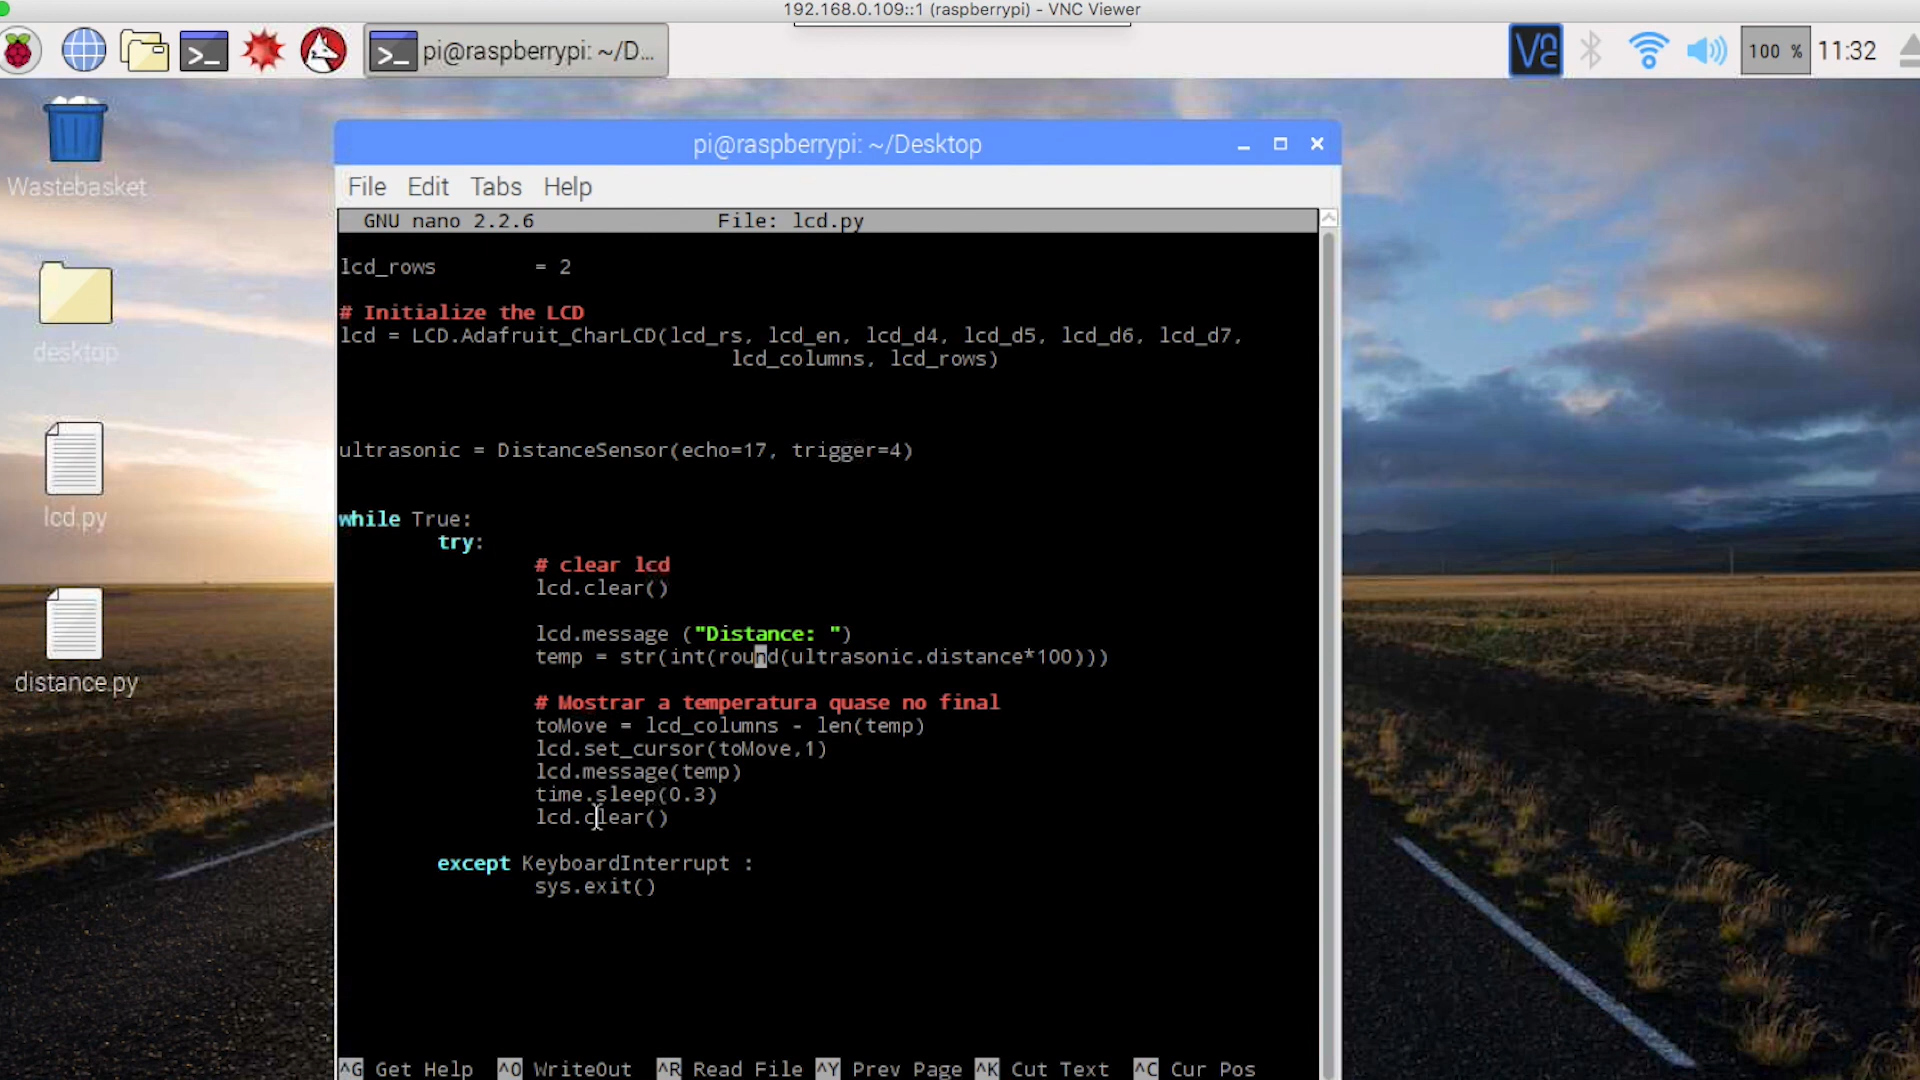 192.168.0.109::1 (raspberrypi) - VNC Viewer
pi@raspberrypi: ~/D...
100 %
11:32
Wastebasket
desktop
lcd.py
distance.py
pi@raspberrypi: ~/Desktop
File Edit Tabs Help
GNU nano 2.2.6 File: lcd.py
lcd_rows = 2
# Initialize the LCD
lcd = LCD.Adafruit_CharLCD(lcd_rs, lcd_en, lcd_d4, lcd_d5, lcd_d6, lcd_d7,
lcd_columns, lcd_rows)
ultrasonic = DistanceSensor(echo=17, trigger=4)
while True:
try:
# clear lcd
lcd.clear()
lcd.message ("Distance: ")
temp = str(int(round(ultrasonic.distance*100)))
# Mostrar a temperatura quase no final
toMove = lcd_columns - len(temp)
lcd.set_cursor(toMove,1)
lcd.message(temp)
time.sleep(0.3)
lcd.clear()
except KeyboardInterrupt :
sys.exit()
^G Get Help ^O WriteOut ^R Read File ^Y Prev Page ^K Cut Text ^C Cur Pos